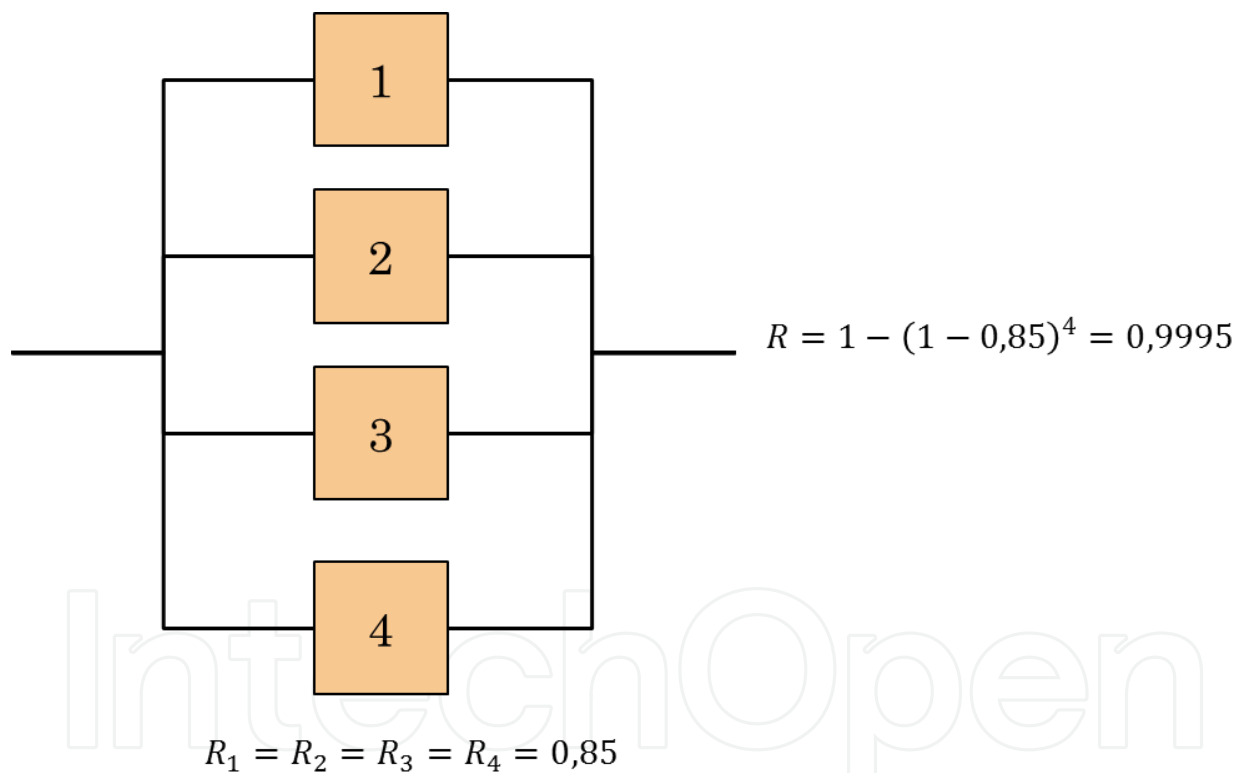 1
2
R = 1 − (1 − 0,85)⁴ = 0,9995
3
4
IntechOpen
R₁ = R₂ = R₃ = R₄ = 0,85